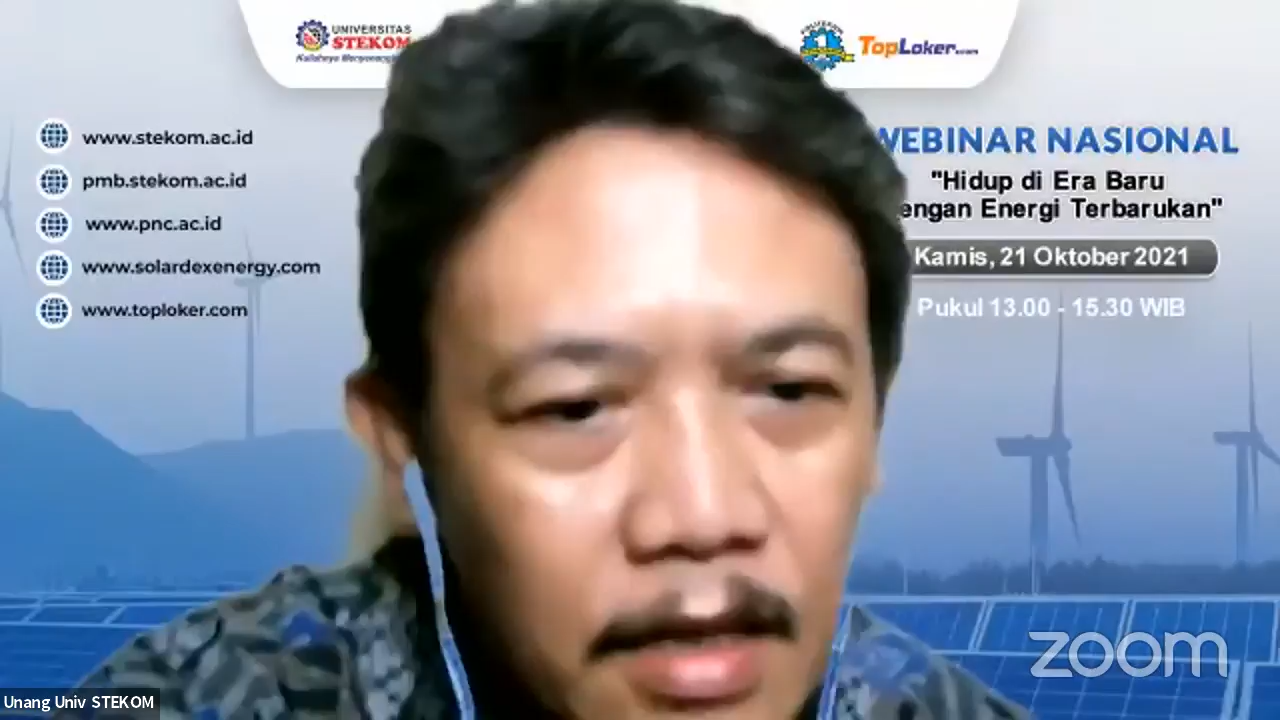 UNIVERSITAS
STEKOM
TopLoker.com
www.stekom.ac.id
pmb.stekom.ac.id
www.pnc.ac.id
www.solardexenergy.com
www.toploker.com
WEBINAR NASIONAL
"Hidup di Era Baru
engan Energi Terbarukan"
Kamis, 21 Oktober 2021
Pukul 13.00 - 15.30 WIB
zoom
Unang Univ STEKOM